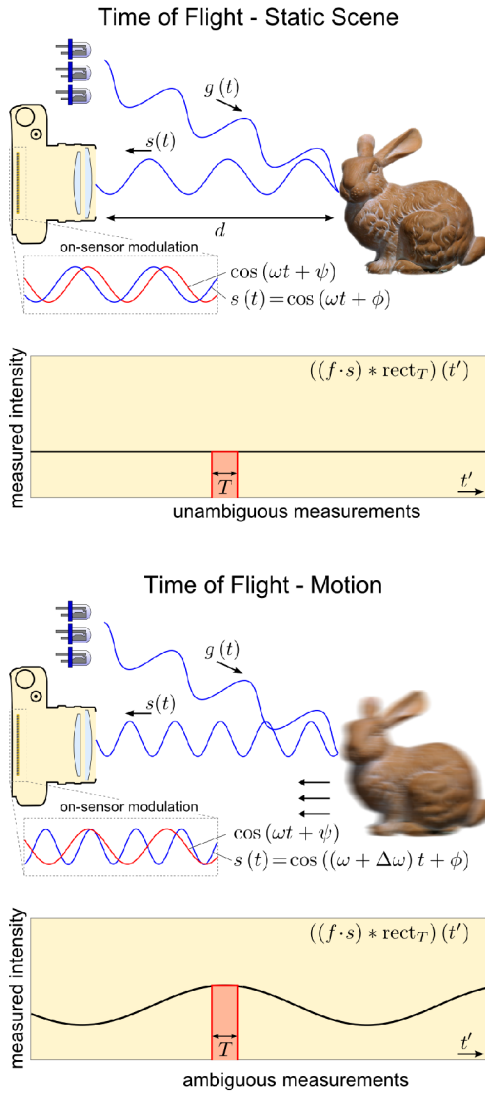 Time of Flight - Static Scene
g (t)
s(t)
d
on-sensor modulation
cos (ωt + ψ)
s (t) = cos (ωt + ϕ)
((f · s) ∗ rect_T) (t′)
measured intensity
T
t′
unambiguous measurements
Time of Flight - Motion
g (t)
s(t)
on-sensor modulation
cos (ωt + ψ)
s (t) = cos ((ω + Δω) t + ϕ)
((f · s) ∗ rect_T) (t′)
measured intensity
T
t′
ambiguous measurements